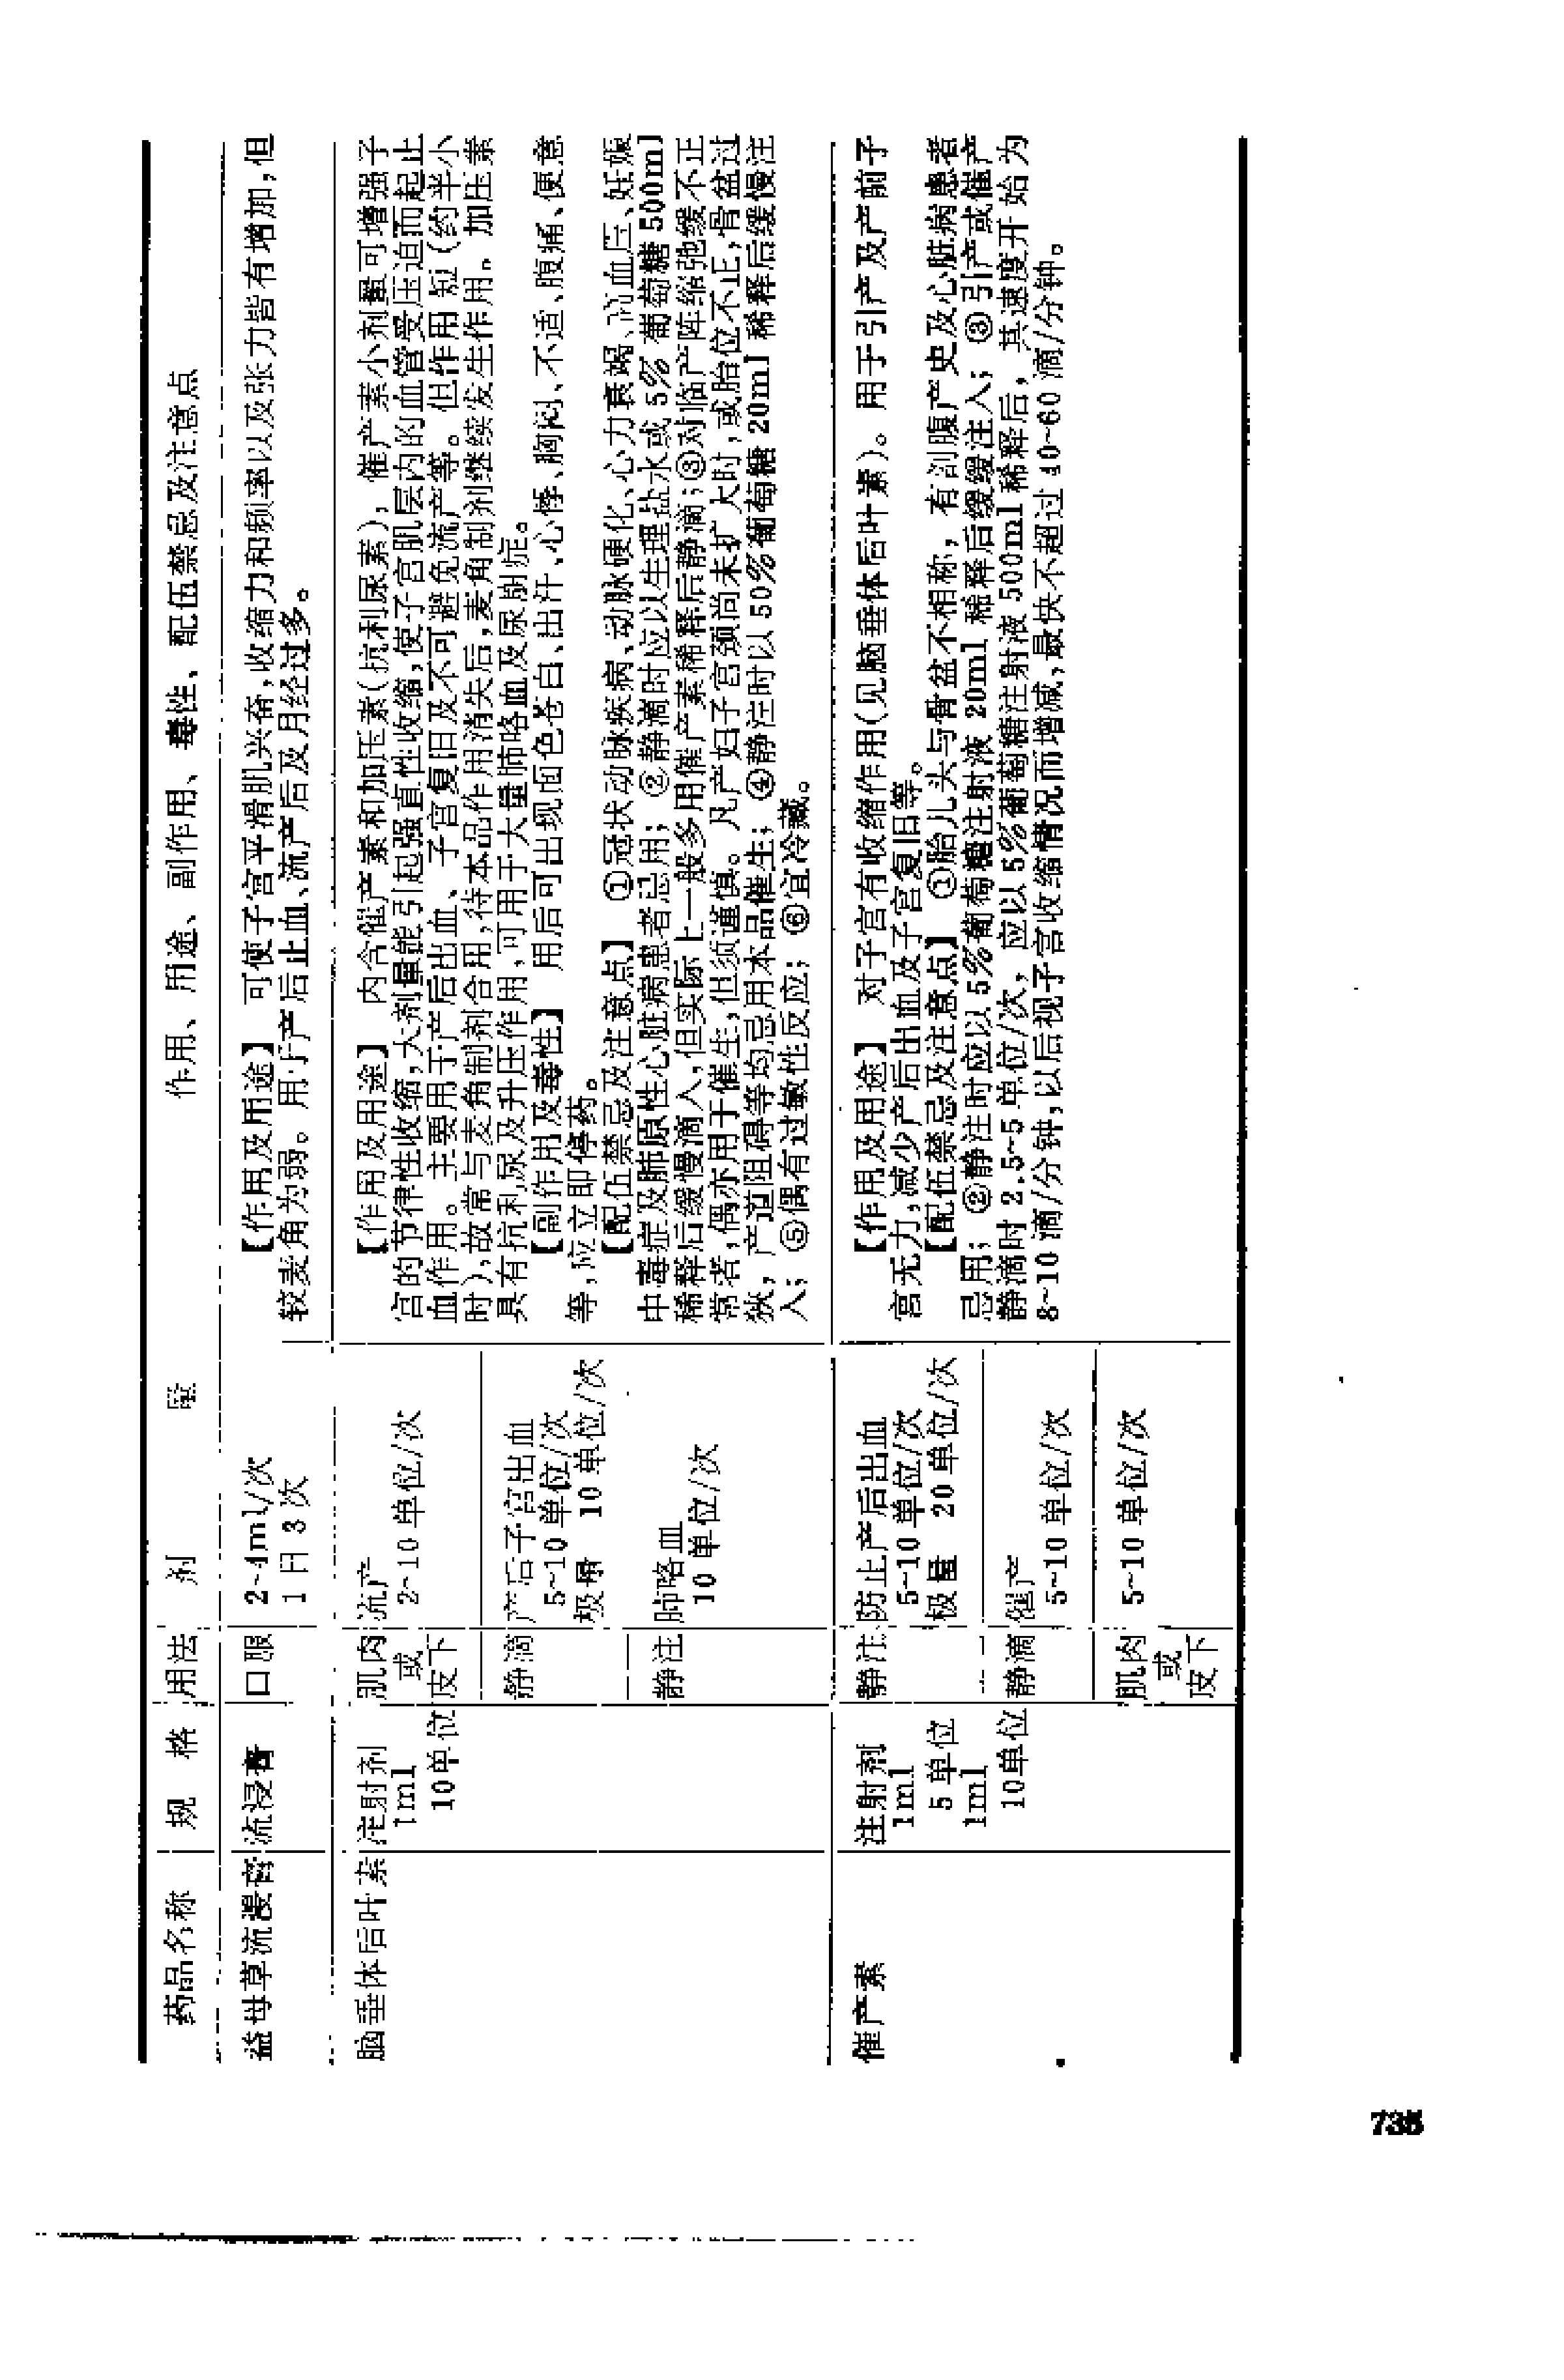 药品名称 规格 用法 剂量 作用、用途、副作用、毒性、配伍禁忌及注意点
益母草流浸膏 流浸膏 口服
2~4ml/次
1日3次
【作用及用途】 可使子宫平滑肌兴奋,收缩力和频率以及张力皆有增加,但
较麦角为弱。用于产后止血、流产后及月经过多。
脑垂体后叶素
注射剂
1ml
10单位
肌肉
或
皮下
流产
2~10单位/次
静滴
产后子宫出血
5~10单位/次
极量 10单位/次
静注
肺咯血
10单位/次
【作用及用途】 内含催产素和加压素(抗利尿素),催产素小剂量可增强子
宫的节律性收缩,大剂量能引起强直性收缩,使子宫肌层内的血管受压迫而起止
血作用。主要用于产后出血、子宫复旧及不可避免流产等。但作用短(约半小
时),故常与麦角制剂合用,待本品作用消失后,麦角制剂继续发生作用。加压素
具有抗利尿及升压作用,可用于大量肺咯血及尿崩症。
【副作用及毒性】 用后可出现面色苍白、出汗、心悸、胸闷、不适、腹痛、便意
等,应立即停药。
【配伍禁忌及注意点】 ①冠状动脉疾病、动脉硬化、心力衰竭、高血压、妊娠
中毒症及肺原性心脏病患者忌用;②静滴时应以生理盐水或5%葡萄糖500ml
稀释后缓慢滴入,但实际上一般多用催产素稀释后静滴;③对临产阵缩弛缓不正
常者,偶亦用于催生,但须谨慎。凡产妇子宫颈尚未扩大时,或胎位不正,骨盆过
狭,产道阻碍等均忌用本品催生;④静注时以50%葡萄糖20ml稀释后缓慢注
入;⑤偶有过敏性反应;⑥宜冷藏。
催产素
注射剂
1ml
5单位
1ml
10单位
静注
防止产后出血
5~10单位/次
极量 20单位/次
静滴
催产
5~10单位/次
肌肉
或
皮下
5~10单位/次
【作用及用途】 对子宫有收缩作用(见脑垂体后叶素)。用于引产及产前子
宫无力,减少产后出血及子宫复旧等。
【配伍禁忌及注意点】 ①胎儿头与骨盆不相称,有剖腹产史及心脏病患者
忌用;②静注时应以5%葡萄糖注射液20ml稀释后缓缓注入;③引产或催产
静滴时2.5~5单位/次,应以5%葡萄糖注射液500ml稀释后,其速度开始为
8~10滴/分钟,以后视子宫收缩情况而增减,最快不超过40~60滴/分钟。
735